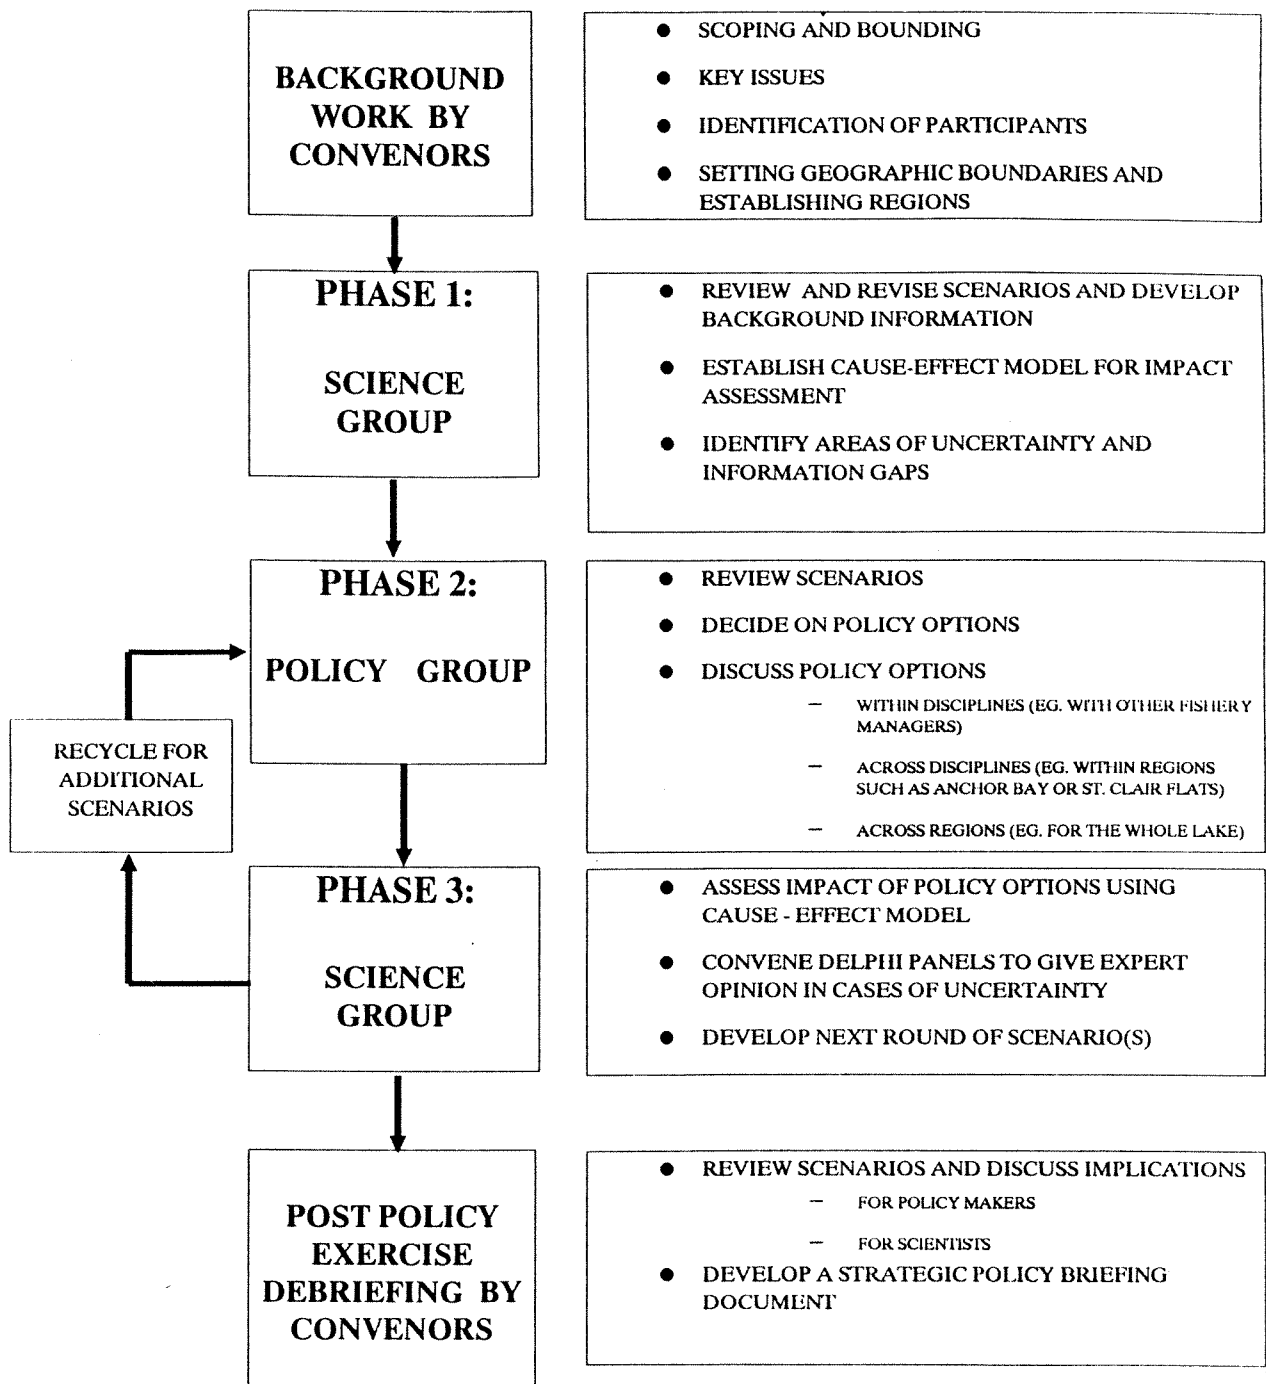 BACKGROUND
WORK BY
CONVENORS
● SCOPING AND BOUNDING
● KEY ISSUES
● IDENTIFICATION OF PARTICIPANTS
● SETTING GEOGRAPHIC BOUNDARIES AND
ESTABLISHING REGIONS
PHASE 1:
SCIENCE
GROUP
● REVIEW AND REVISE SCENARIOS AND DEVELOP
BACKGROUND INFORMATION
● ESTABLISH CAUSE-EFFECT MODEL FOR IMPACT
ASSESSMENT
● IDENTIFY AREAS OF UNCERTAINTY AND
INFORMATION GAPS
PHASE 2:
POLICY GROUP
● REVIEW SCENARIOS
● DECIDE ON POLICY OPTIONS
● DISCUSS POLICY OPTIONS
– WITHIN DISCIPLINES (EG. WITH OTHER FISHERY
MANAGERS)
– ACROSS DISCIPLINES (EG. WITHIN REGIONS
SUCH AS ANCHOR BAY OR ST. CLAIR FLATS)
– ACROSS REGIONS (EG. FOR THE WHOLE LAKE)
RECYCLE FOR
ADDITIONAL
SCENARIOS
PHASE 3:
SCIENCE
GROUP
● ASSESS IMPACT OF POLICY OPTIONS USING
CAUSE - EFFECT MODEL
● CONVENE DELPHI PANELS TO GIVE EXPERT
OPINION IN CASES OF UNCERTAINTY
● DEVELOP NEXT ROUND OF SCENARIO(S)
POST POLICY
EXERCISE
DEBRIEFING BY
CONVENORS
● REVIEW SCENARIOS AND DISCUSS IMPLICATIONS
– FOR POLICY MAKERS
– FOR SCIENTISTS
● DEVELOP A STRATEGIC POLICY BRIEFING
DOCUMENT